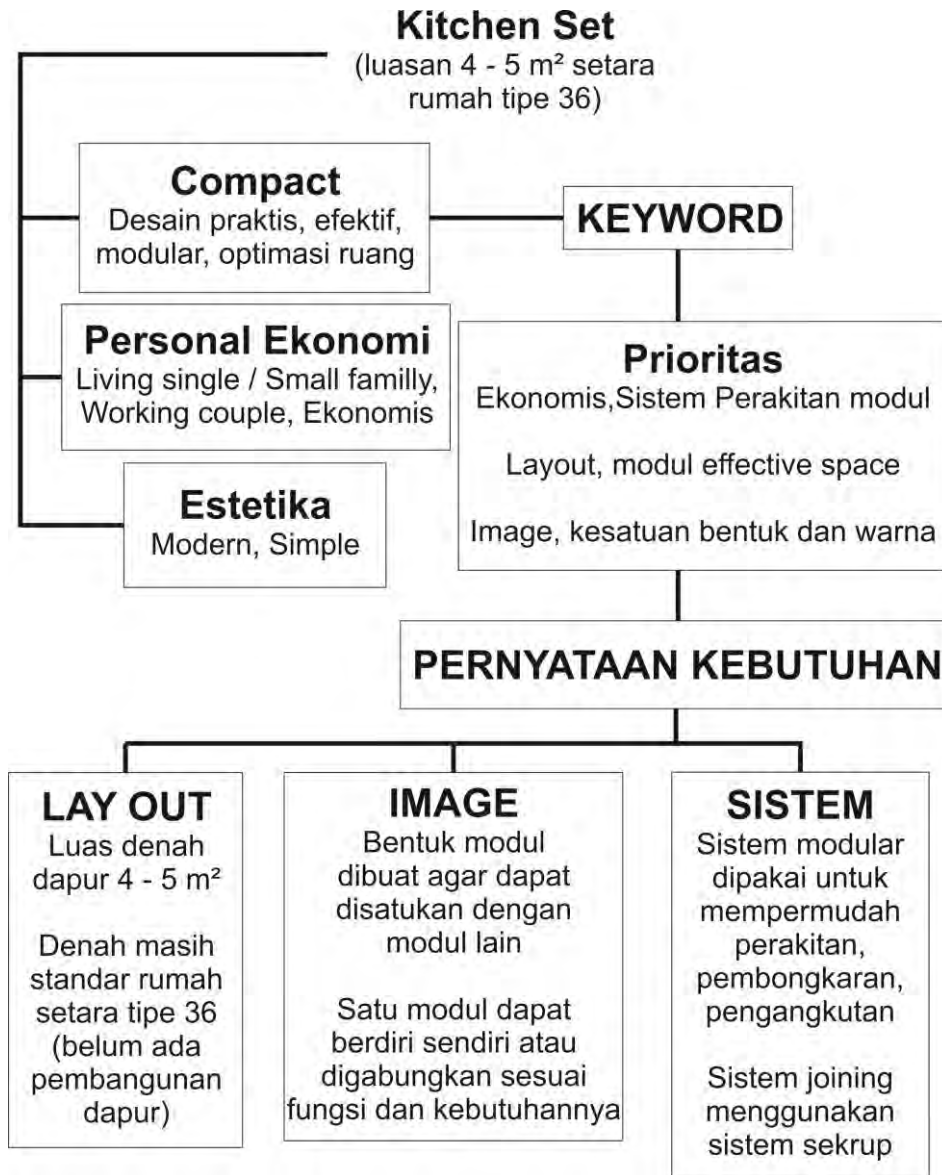 Kitchen Set
(luasan 4 - 5 m² setara
rumah tipe 36)
Compact
Desain praktis, efektif,
modular, optimasi ruang
KEYWORD
Personal Ekonomi
Living single / Small familly,
Working couple, Ekonomis
Prioritas
Ekonomis,Sistem Perakitan modul
Layout, modul effective space
Image, kesatuan bentuk dan warna
Estetika
Modern, Simple
PERNYATAAN KEBUTUHAN
LAY OUT
Luas denah
dapur 4 - 5 m²
Denah masih
standar rumah
setara tipe 36
(belum ada
pembangunan
dapur)
IMAGE
Bentuk modul
dibuat agar dapat
disatukan dengan
modul lain
Satu modul dapat
berdiri sendiri atau
digabungkan sesuai
fungsi dan kebutuhannya
SISTEM
Sistem modular
dipakai untuk
mempermudah
perakitan,
pembongkaran,
pengangkutan
Sistem joining
menggunakan
sistem sekrup